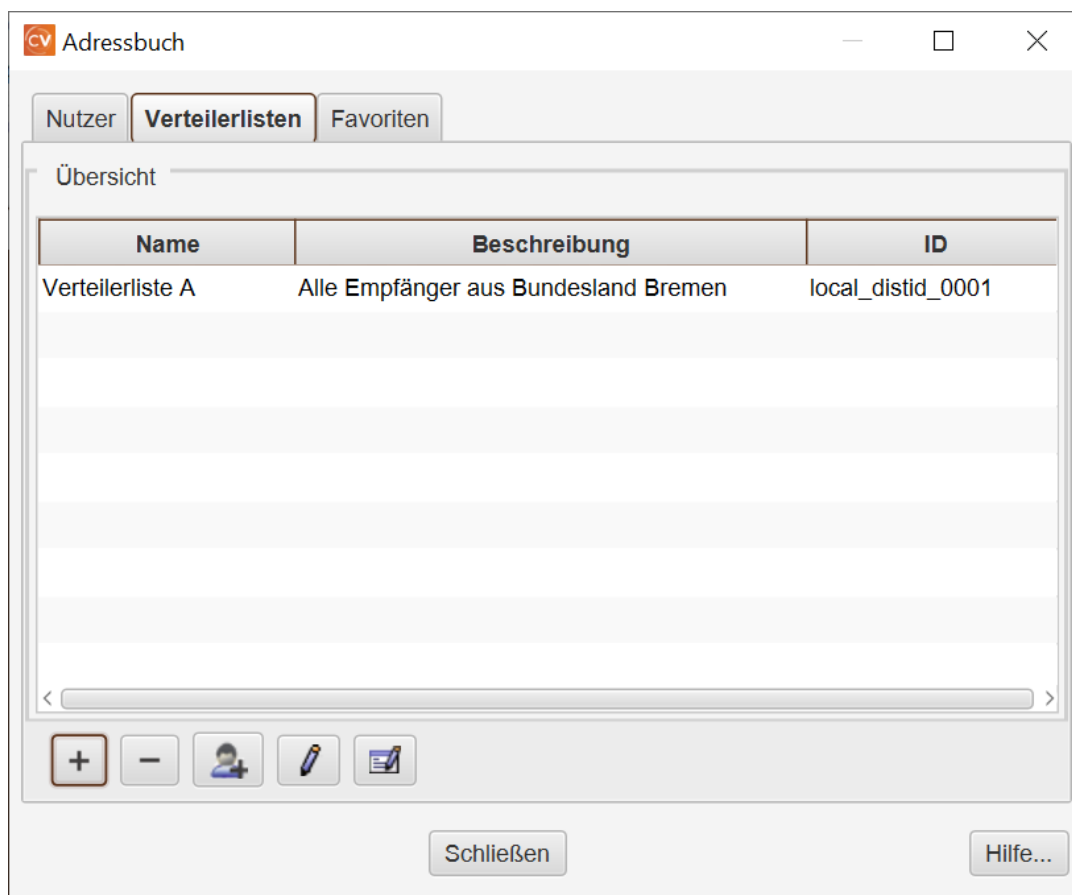 CV Adressbuch
Nutzer Verteilerlisten Favoriten
Übersicht
Name Beschreibung ID
Verteilerliste A Alle Empfänger aus Bundesland Bremen local_distid_0001
Schließen Hilfe...